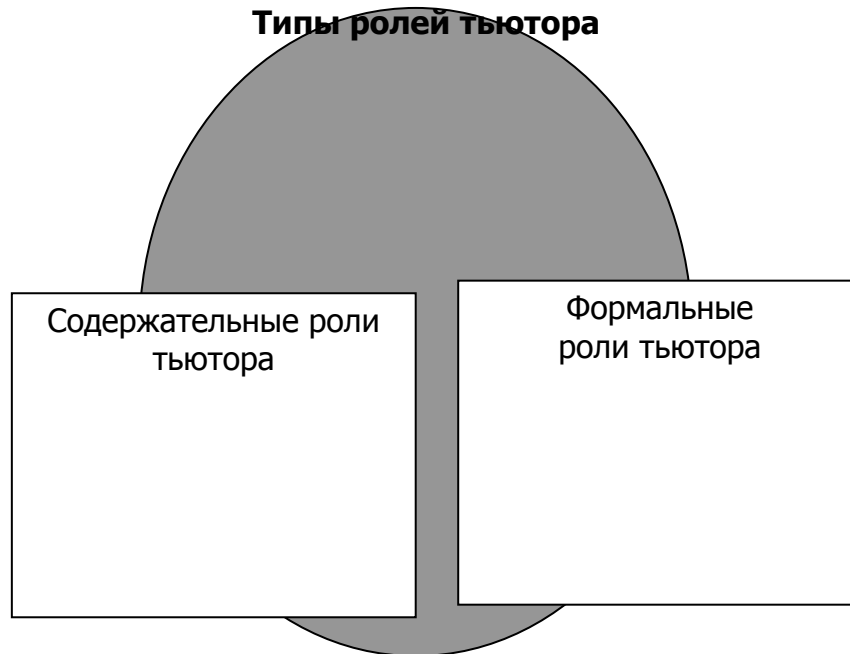 Типы ролей тьютора
Содержательные роли
тьютора
Формальные
роли тьютора